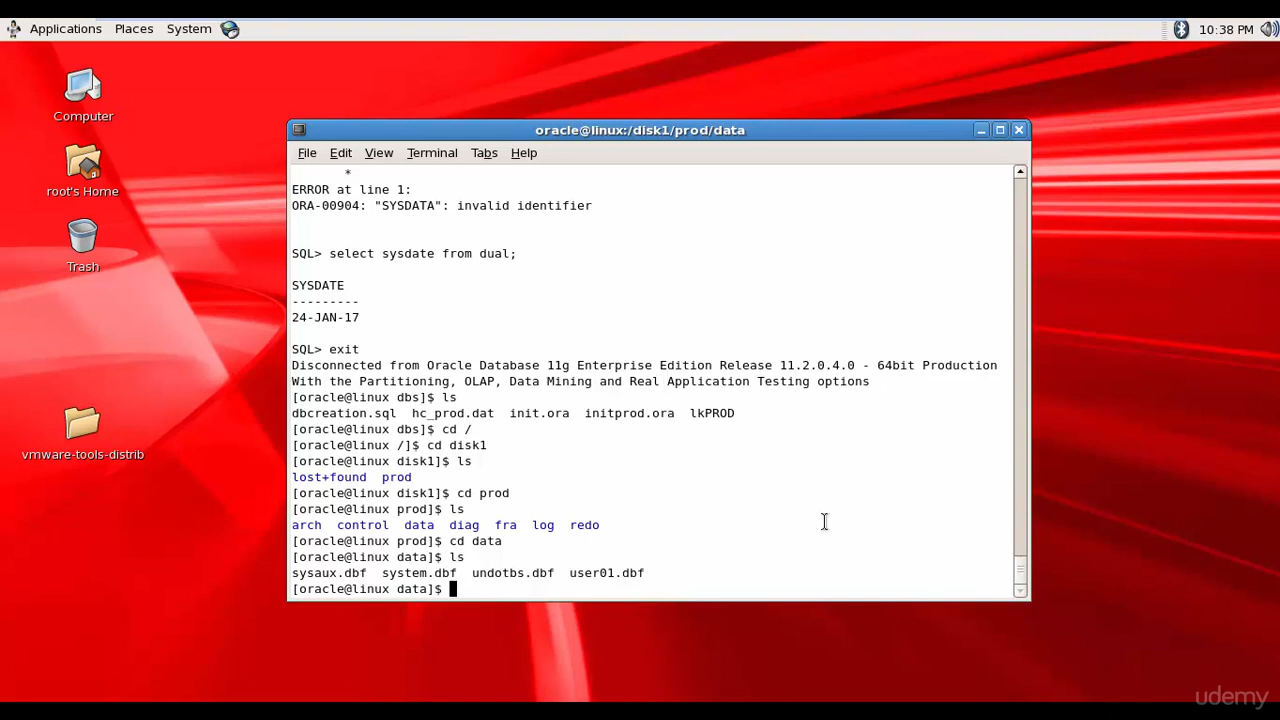 Applications Places System
10:38 PM
Computer
root's Home
Trash
vmware-tools-distrib
oracle@linux:/disk1/prod/data
File Edit View Terminal Tabs Help
*
ERROR at line 1:
ORA-00904: "SYSDATA": invalid identifier
SQL> select sysdate from dual;
SYSDATE
---------
24-JAN-17
SQL> exit
Disconnected from Oracle Database 11g Enterprise Edition Release 11.2.0.4.0 - 64bit Production
With the Partitioning, OLAP, Data Mining and Real Application Testing options
[oracle@linux dbs]$ ls
dbcreation.sql hc_prod.dat init.ora initprod.ora lkPROD
[oracle@linux dbs]$ cd /
[oracle@linux /]$ cd disk1
[oracle@linux disk1]$ ls
lost+found prod
[oracle@linux disk1]$ cd prod
[oracle@linux prod]$ ls
arch control data diag fra log redo
[oracle@linux prod]$ cd data
[oracle@linux data]$ ls
sysaux.dbf system.dbf undotbs.dbf user01.dbf
[oracle@linux data]$
udemy